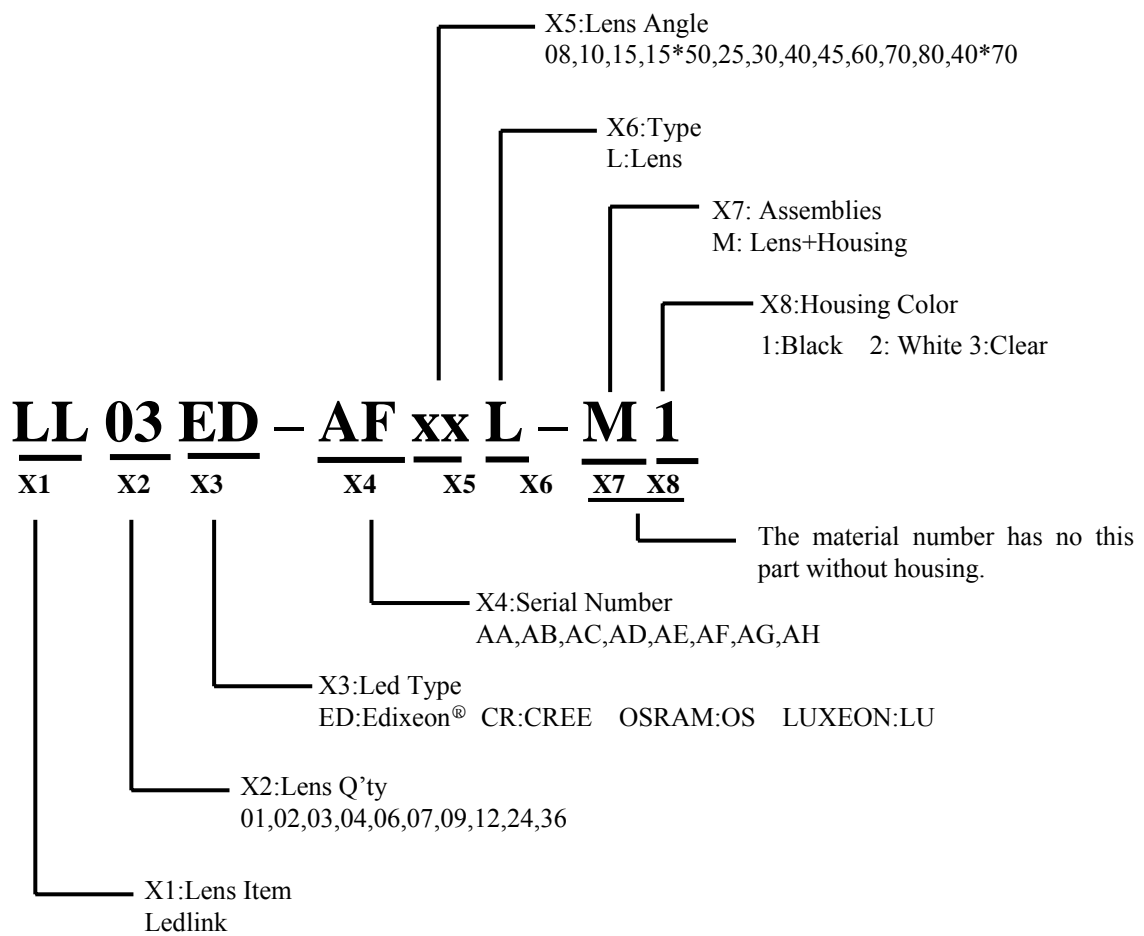 X5:Lens Angle
08,10,15,15*50,25,30,40,45,60,70,80,40*70
X6:Type
L:Lens
X7: Assemblies
M: Lens+Housing
X8:Housing Color
1:Black 2: White 3:Clear
LL 03 ED – AF xx L – M 1
X1 X2 X3 X4 X5 X6 X7 X8
The material number has no this
part without housing.
X4:Serial Number
AA,AB,AC,AD,AE,AF,AG,AH
X3:Led Type
ED:Edixeon® CR:CREE OSRAM:OS LUXEON:LU
X2:Lens Q’ty
01,02,03,04,06,07,09,12,24,36
X1:Lens Item
Ledlink